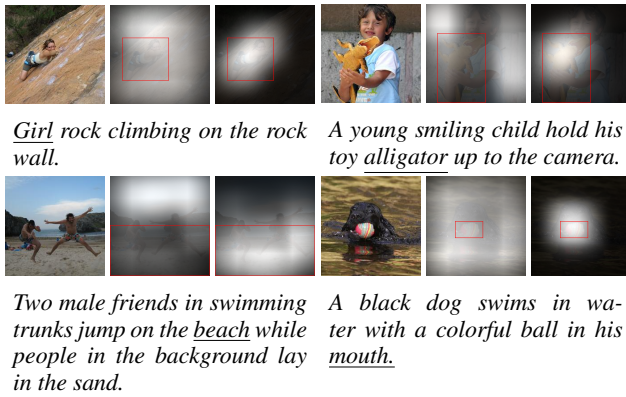 Girl rock climbing on the rock
wall.
A young smiling child hold his
toy alligator up to the camera.
Two male friends in swimming
trunks jump on the beach while
people in the background lay
in the sand.
A black dog swims in wa-
ter with a colorful ball in his
mouth.